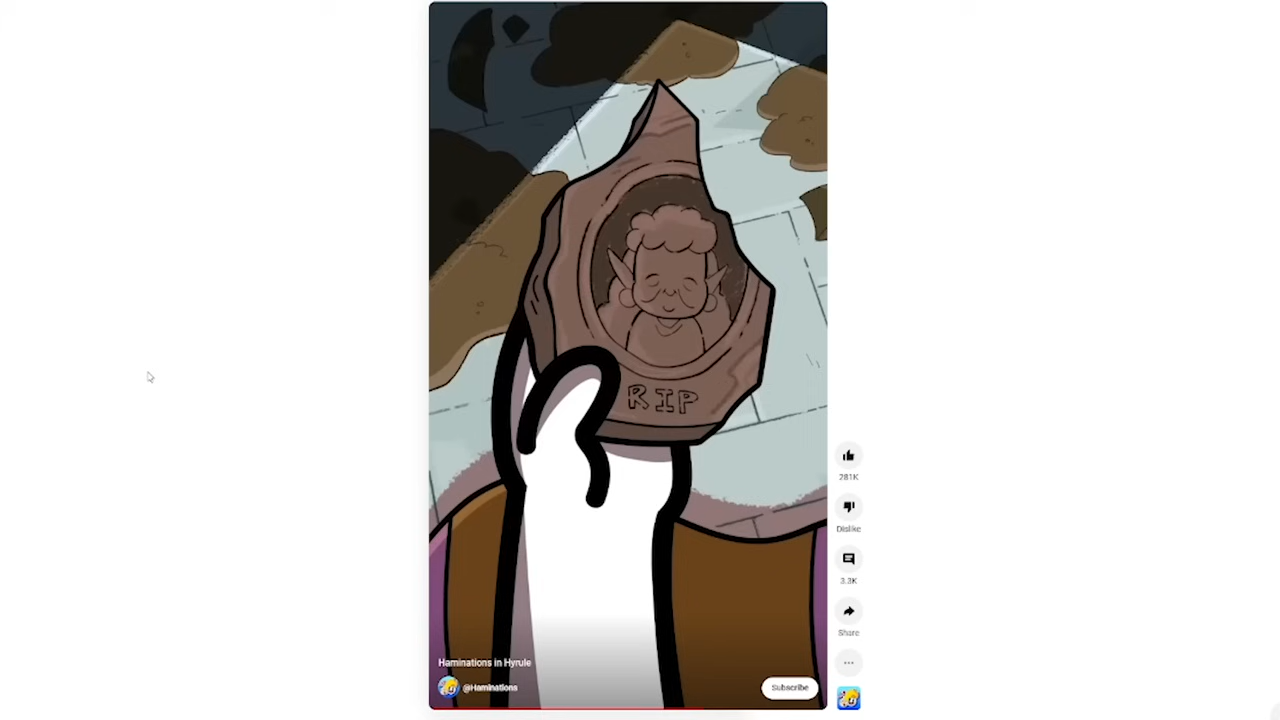 RIP
281K
Dislike
3.3K
Share
Haminations in Hyrule
@Haminations
Subscribe